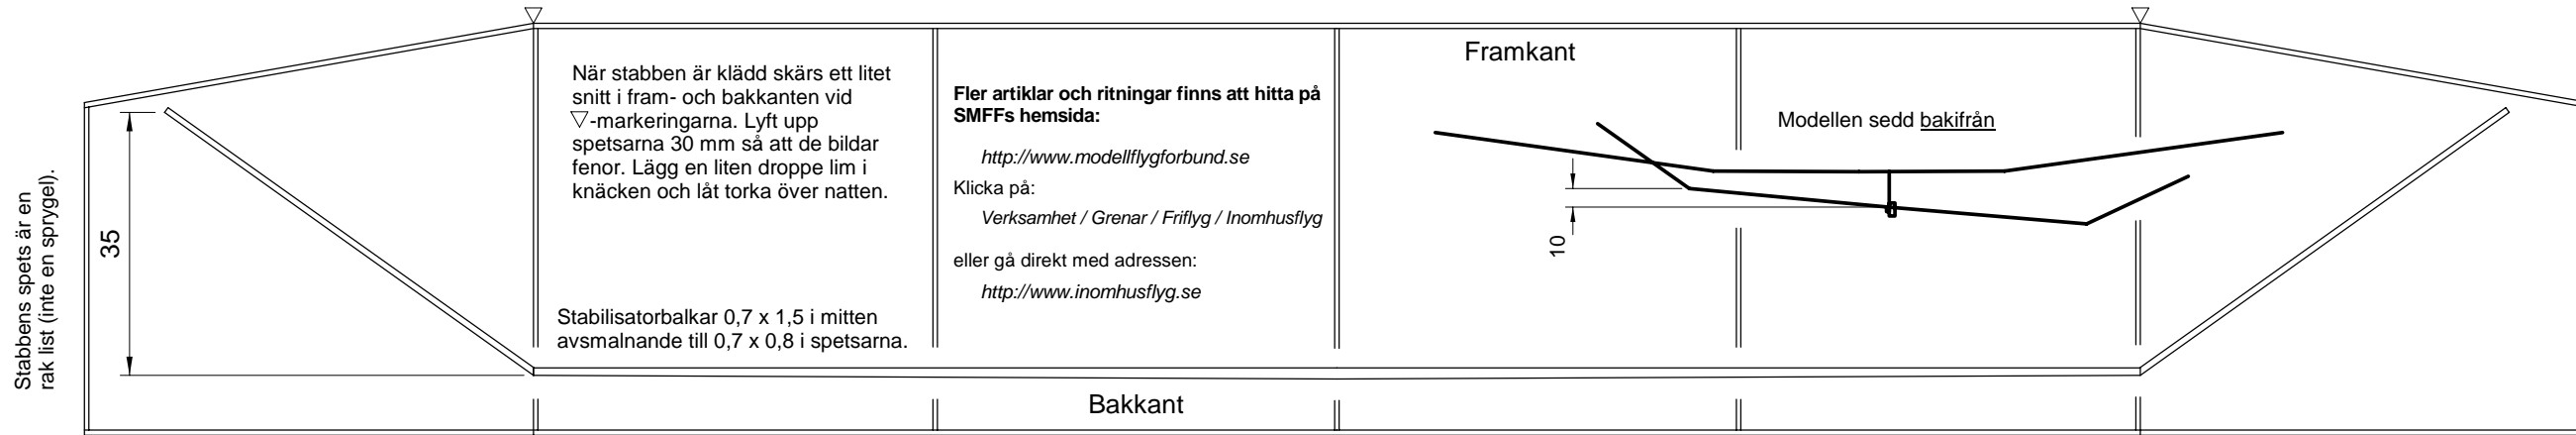 Stabbens spets är en
rak list (inte en sprygel).
35
När stabben är klädd skärs ett litet
snitt i fram- och bakkanten vid
▽-markeringarna. Lyft upp
spetsarna 30 mm så att de bildar
fenor. Lägg en liten droppe lim i
knäcken och låt torka över natten.
Stabilisatorbalkar 0,7 x 1,5 i mitten
avsmalnande till 0,7 x 0,8 i spetsarna.
Fler artiklar och ritningar finns att hitta på
SMFFs hemsida:
http://www.modellflygforbund.se
Klicka på:
Verksamhet / Grenar / Friflyg / Inomhusflyg
eller gå direkt med adressen:
http://www.inomhusflyg.se
Framkant
Modellen sedd bakifrån
10
Bakkant